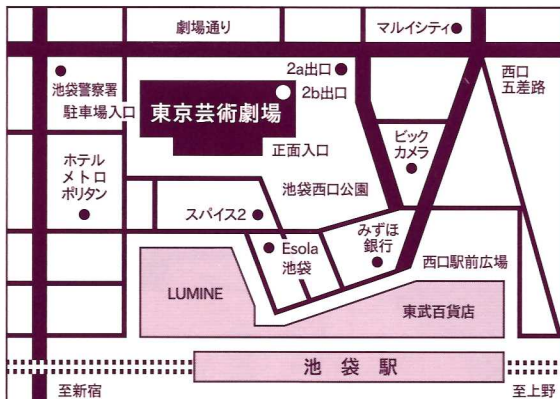 劇場通り
マルイシティ
2a出口
西口
五差路
池袋警察署
2b出口
駐車場入口
東京芸術劇場
ビック
カメラ
正面入口
ホテル
メトロ
ポリタン
池袋西口公園
スパイス2
みずほ
銀行
Esola
池袋
西口駅前広場
LUMINE
東武百貨店
池袋駅
至新宿
至上野